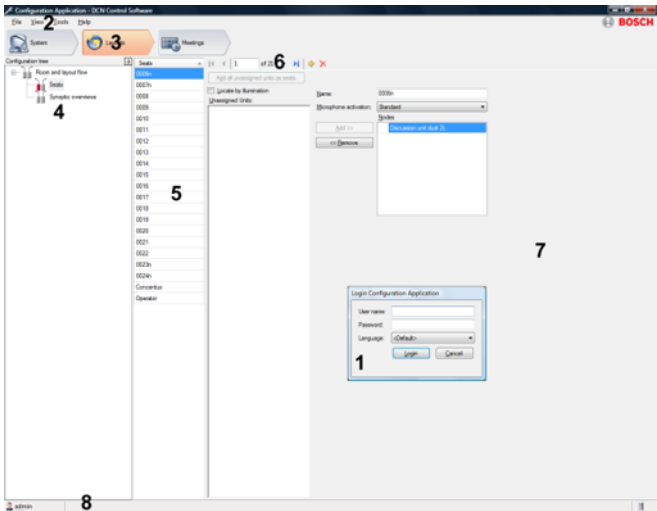 Configuration Application - DCN Control Software
File View 2 Tools Help
BOSCH
System
3
Meetings
Configuration tree
Room and layout flow
Seats
Synoptic overviews
4
Seats
0006n
0007n
0008
0009
0010
0011
0012
0013
0014
0015
0016
0017
0018
0019
0020
0021
0022
0023n
0024n
Concentus
Operator
5
1 of 21 6
Add all unassigned units as seats
Locate by illumination
Unassigned Units:
Name: 0006n
Microphone activation: Standard
Nodes
Add >>
Discussion unit dual 2L
<< Remove
7
Login Configuration Application
User name:
Password:
Language: <Default>
Login Cancel
1
admin
8